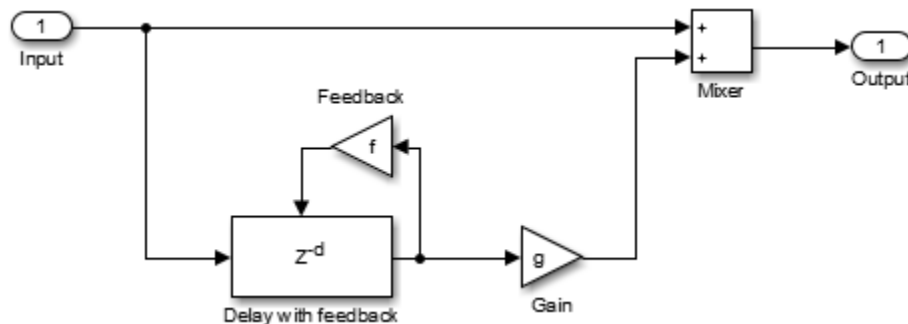 1
Input
+
+
Mixer
1
Output
Feedback
f
Z-d
Delay with feedback
g
Gain